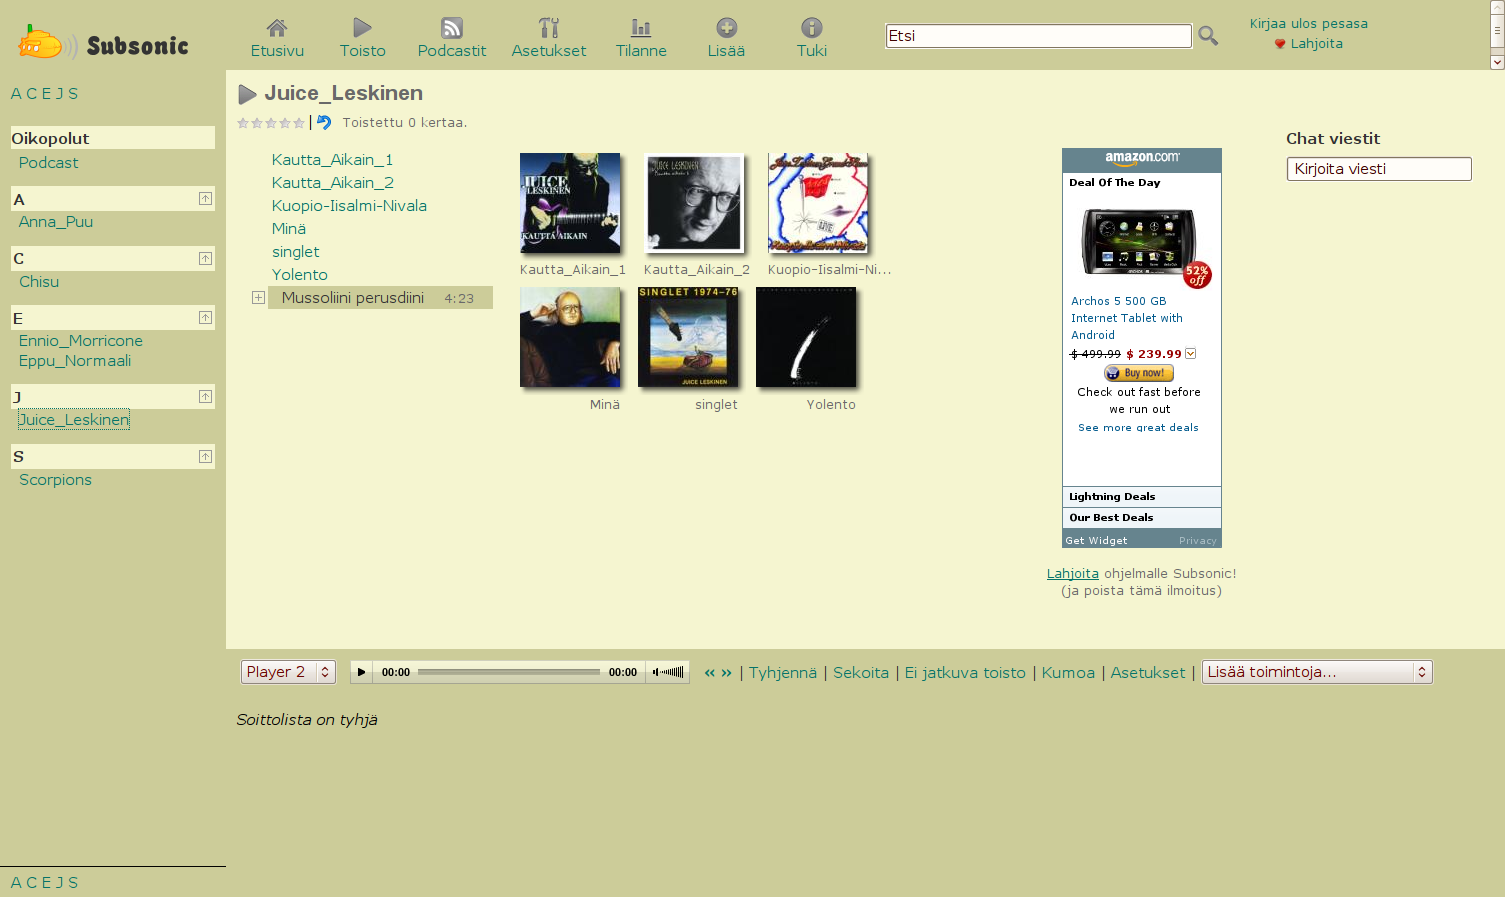 Subsonic
Etusivu
Toisto
Podcastit
Asetukset
Tilanne
Lisää
Tuki
Etsi
Kirjaa ulos pesasa
Lahjoita
A C E J S
Oikopolut
Podcast
A
Anna_Puu
C
Chisu
E
Ennio_Morricone
Eppu_Normaali
J
Juice_Leskinen
S
Scorpions
A C E J S
Juice_Leskinen
| Toistettu 0 kertaa.
Kautta_Aikain_1
Kautta_Aikain_2
Kuopio-Iisalmi-Nivala
Minä
singlet
Yolento
Mussoliini perusdiini 4:23
JUICE
LESKINEN
KAUTTA AIKAIN
Kautta_Aikain_1
JUICE LESKINEN
Kautta_Aikain_2
LIVE
Kuopio-Iisalmi-Ni...
Minä
SINGLET 1974-76
JUICE LESKINEN
singlet
Yolento
amazon.com
Deal Of The Day
52%
off
Archos 5 500 GB
Internet Tablet with
Android
$ 499.99 $ 239.99
Buy now!
Check out fast before
we run out
See more great deals
Lightning Deals
Our Best Deals
Get Widget Privacy
Lahjoita ohjelmalle Subsonic!
(ja poista tämä ilmoitus)
Chat viestit
Kirjoita viesti
Player 2
00:00 00:00
« » | Tyhjennä | Sekoita | Ei jatkuva toisto | Kumoa | Asetukset |
Lisää toimintoja...
Soittolista on tyhjä